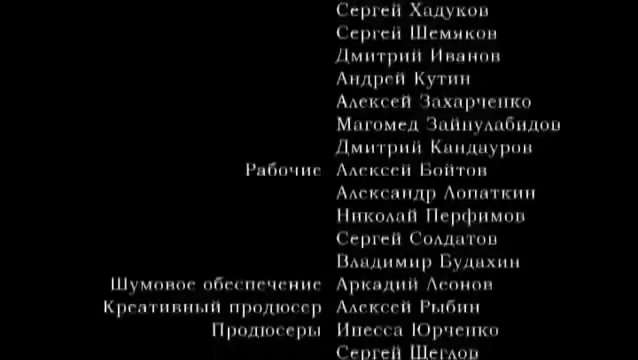 Сергей Хадуков
Сергей Шемяков
Дмитрий Иванов
Андрей Кутин
Алексей Захарченко
Магомед Зайнулабидов
Дмитрий Кандауров
Рабочие Алексей Бойтов
Александр Лопаткин
Николай Перфимов
Сергей Солдатов
Владимир Будахин
Шумовое обеспечение Аркадий Леонов
Креативный продюсер Алексей Рыбин
Продюсеры Инесса Юрченко
Сергей Щеглов